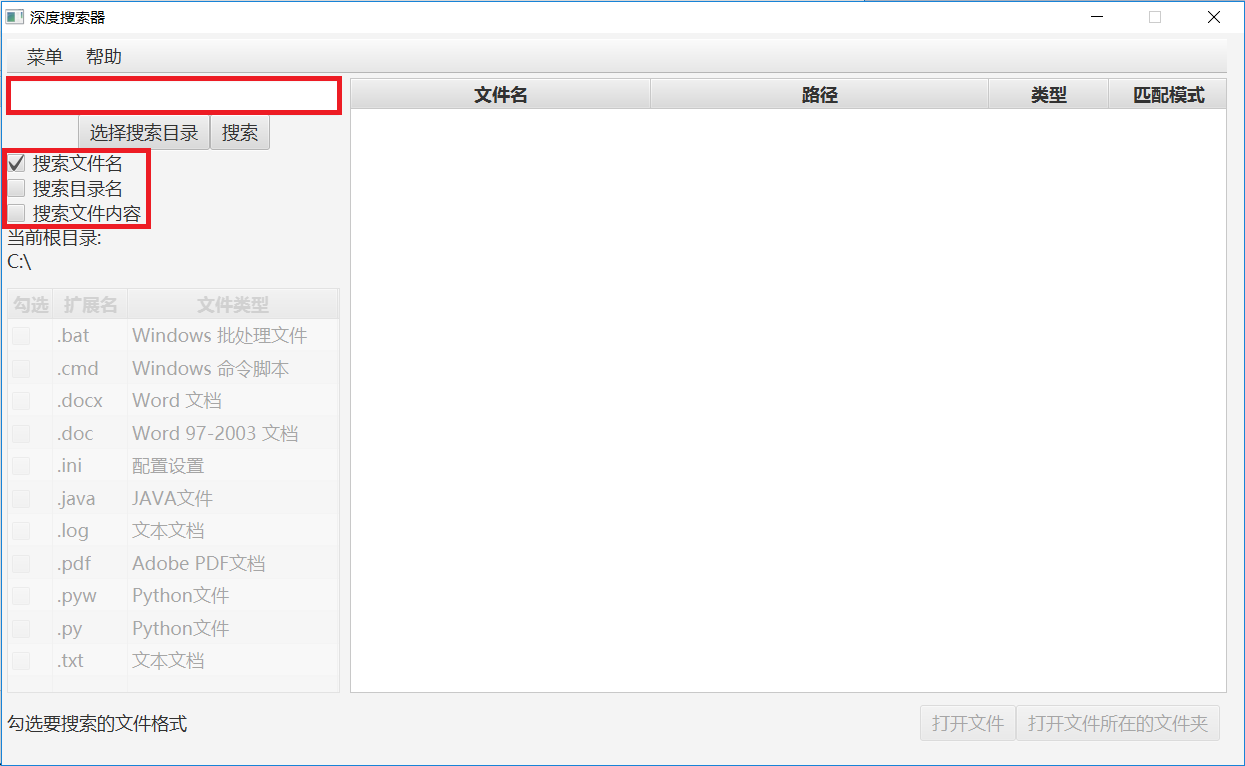 深度搜索器
菜单 帮助
选择搜索目录 搜索
搜索文件名
搜索目录名
搜索文件内容
当前根目录:
C:\
勾选 扩展名 文件类型
.bat Windows 批处理文件
.cmd Windows 命令脚本
.docx Word 文档
.doc Word 97-2003 文档
.ini 配置设置
.java JAVA文件
.log 文本文档
.pdf Adobe PDF文档
.pyw Python文件
.py Python文件
.txt 文本文档
勾选要搜索的文件格式
文件名 路径 类型 匹配模式
打开文件 打开文件所在的文件夹